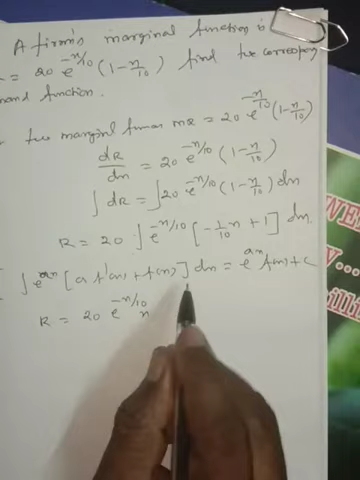 A firm's marginal function is
= 20 e^{-x/10} (1 - x/10) find the correspon
mand function.
the marginal function MR = 20 e^{-x/10} (1 - x/10)
dR/dx = 20 e^{-x/10} (1 - x/10)
∫ dR = ∫ 20 e^{-x/10} (1 - x/10) dx
R = 20 ∫ e^{-x/10} [ -1/10 x + 1 ] dx
∫ e^{ax} [ a f(x) + f'(x) ] dx = e^{ax} f(x) + c
R = 20 e^{-x/10} x